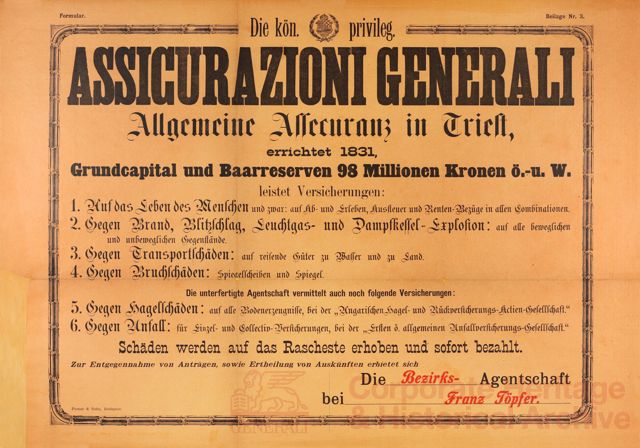 Formular.
Beilage Nr. 3.
Die kön. privileg.
ASSICURAZIONI GENERALI
Allgemeine Assecuranz in Triest,
errichtet 1831,
Grundcapital und Baarreserven 98 Millionen Kronen ö.-u. W.
leistet Versicherungen:
1. Auf das Leben des Menschen und zwar: auf Ab- und Erleben, Aussteuer und Renten-Bezüge in allen Combinationen.
2. Gegen Brand, Blitzschlag, Leuchtgas- und Dampfkessel-Explosion: auf alle beweglichen
und unbeweglichen Gegenstände.
3. Gegen Transportschäden: auf reisende Güter zu Wasser und zu Land.
4. Gegen Bruchschäden: Spiegelscheiben und Spiegel.
Die unterfertigte Agentschaft vermittelt auch noch folgende Versicherungen:
5. Gegen Hagelschäden: auf alle Bodenerzeugnisse, bei der „Ungarischen Hagel- und Rückversicherungs-Actien-Gesellschaft."
6. Gegen Unfall: für Einzel- und Collectiv-Versicherungen, bei der „Ersten ö. allgemeinen Unfallversicherungs-Gesellschaft."
Schäden werden auf das Rascheste erhoben und sofort bezahlt.
Zur Entgegennahme von Anträgen, sowie Ertheilung von Auskünften erbietet sich
Die Bezirks- Agentschaft
bei Franz Töpfer.
Corporate Heritage
& Historical Archive
GENERALI